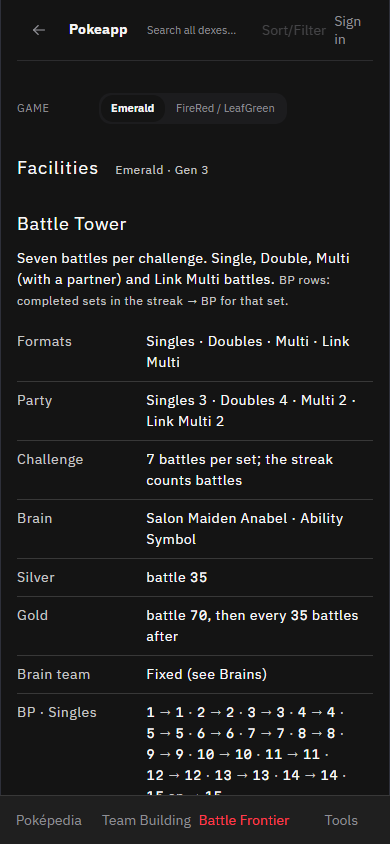 ← Pokeapp Search all dexes... Sort/Filter Sign in
GAME Emerald FireRed / LeafGreen
Facilities Emerald · Gen 3
Battle Tower
Seven battles per challenge. Single, Double, Multi
(with a partner) and Link Multi battles. BP rows:
completed sets in the streak → BP for that set.
Formats Singles · Doubles · Multi · Link
Multi
Party Singles 3 · Doubles 4 · Multi 2 ·
Link Multi 2
Challenge 7 battles per set; the streak
counts battles
Brain Salon Maiden Anabel · Ability
Symbol
Silver battle 35
Gold battle 70, then every 35 battles
after
Brain team Fixed (see Brains)
BP · Singles 1 → 1 · 2 → 2 · 3 → 3 · 4 → 4 ·
5 → 5 · 6 → 6 · 7 → 7 · 8 → 8 ·
9 → 9 · 10 → 10 · 11 → 11 ·
12 → 12 · 13 → 13 · 14 → 14 ·
Poképedia Team Building Battle Frontier Tools